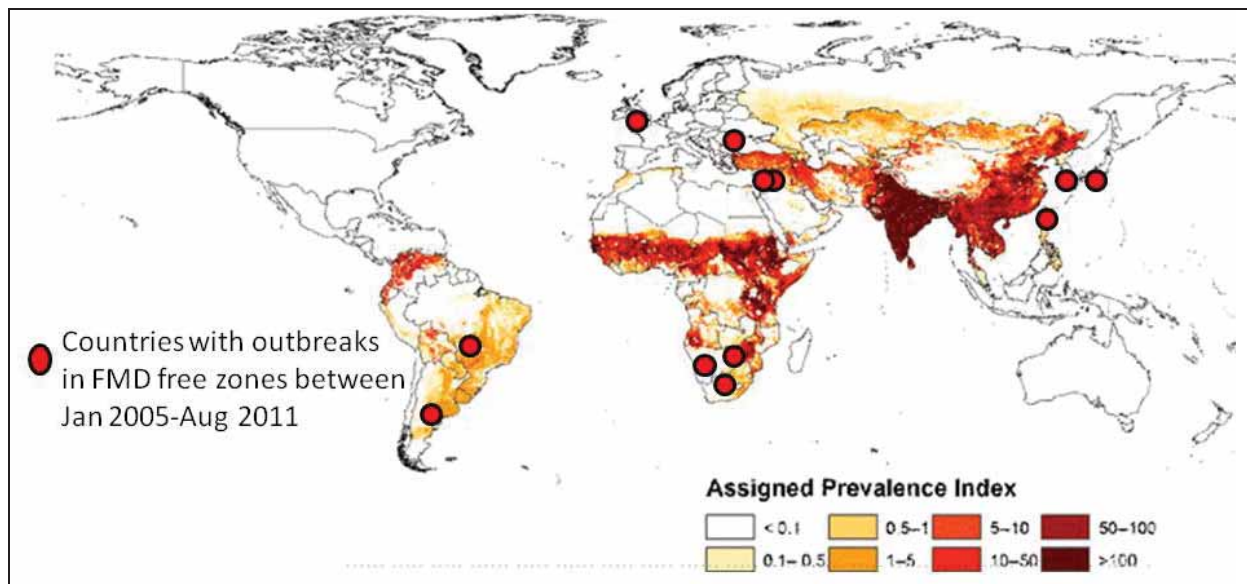 Countries with outbreaks
in FMD free zones between
Jan 2005-Aug 2011
Assigned Prevalence Index
< 0.1
0.5–1
5–10
50–100
0.1–0.5
1–5
10–50
>100